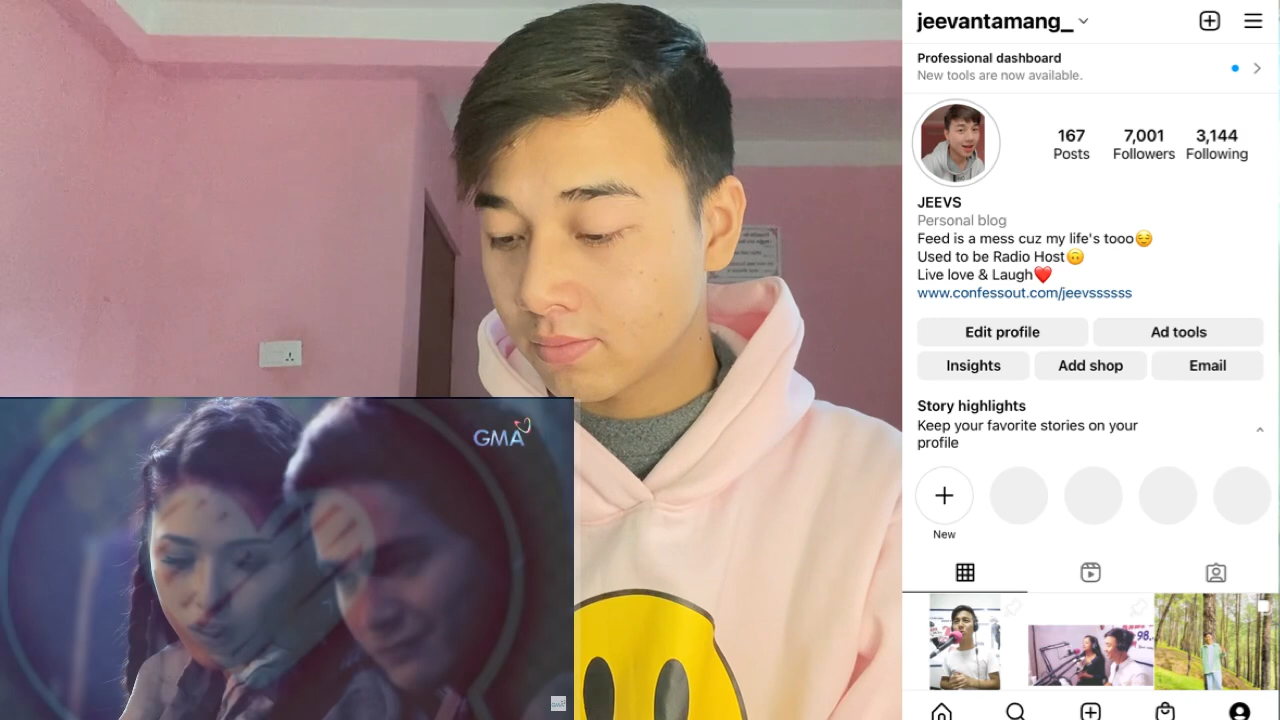 jeevantamang_
Professional dashboard
New tools are now available.
167
Posts
7,001
Followers
3,144
Following
JEEVS
Personal blog
Feed is a mess cuz my life's tooo😌
Used to be Radio Host🙃
Live love & Laugh❤️
www.confessout.com/jeevssssss
Edit profile
Ad tools
Insights
Add shop
Email
Story highlights
Keep your favorite stories on your
profile
New
98.
GMA